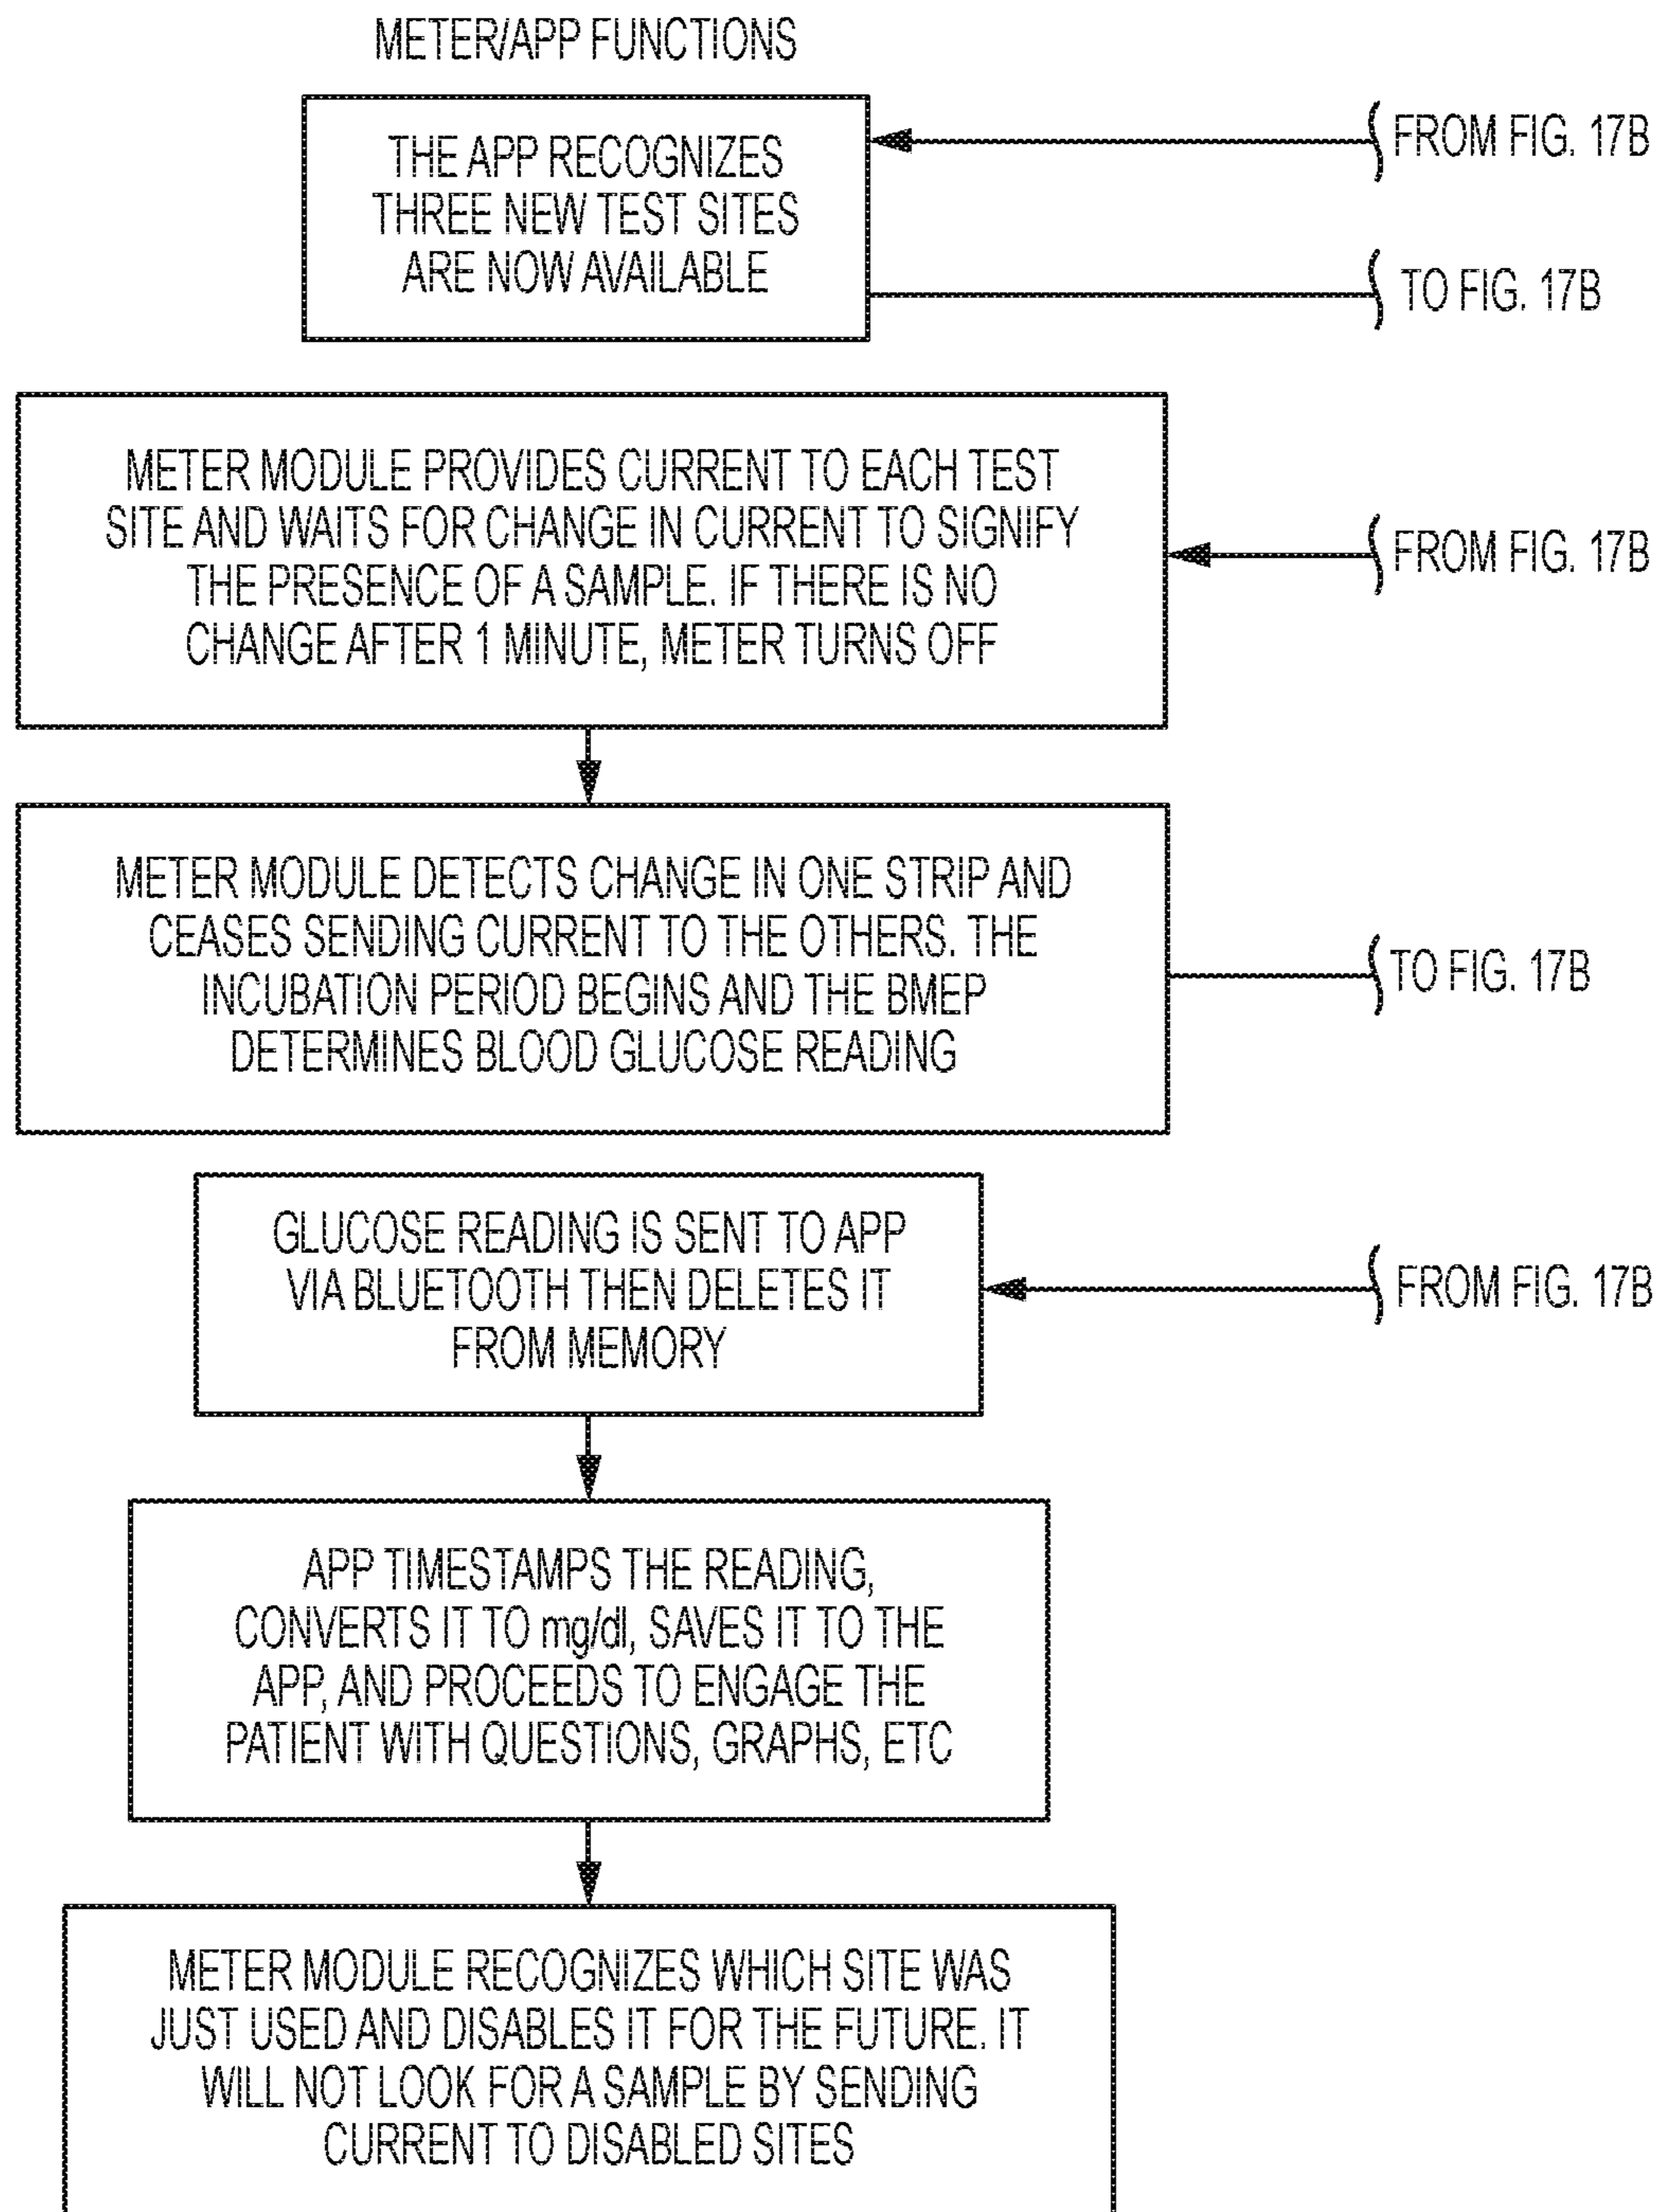 METER/APP FUNCTIONS
THE APP RECOGNIZES
THREE NEW TEST SITES
ARE NOW AVAILABLE
FROM FIG. 17B
TO FIG. 17B
METER MODULE PROVIDES CURRENT TO EACH TEST
SITE AND WAITS FOR CHANGE IN CURRENT TO SIGNIFY
THE PRESENCE OF A SAMPLE. IF THERE IS NO
CHANGE AFTER 1 MINUTE, METER TURNS OFF
FROM FIG. 17B
METER MODULE DETECTS CHANGE IN ONE STRIP AND
CEASES SENDING CURRENT TO THE OTHERS. THE
INCUBATION PERIOD BEGINS AND THE BMEP
DETERMINES BLOOD GLUCOSE READING
TO FIG. 17B
GLUCOSE READING IS SENT TO APP
VIA BLUETOOTH THEN DELETES IT
FROM MEMORY
FROM FIG. 17B
APP TIMESTAMPS THE READING,
CONVERTS IT TO mg/dl, SAVES IT TO THE
APP, AND PROCEEDS TO ENGAGE THE
PATIENT WITH QUESTIONS, GRAPHS, ETC
METER MODULE RECOGNIZES WHICH SITE WAS
JUST USED AND DISABLES IT FOR THE FUTURE. IT
WILL NOT LOOK FOR A SAMPLE BY SENDING
CURRENT TO DISABLED SITES